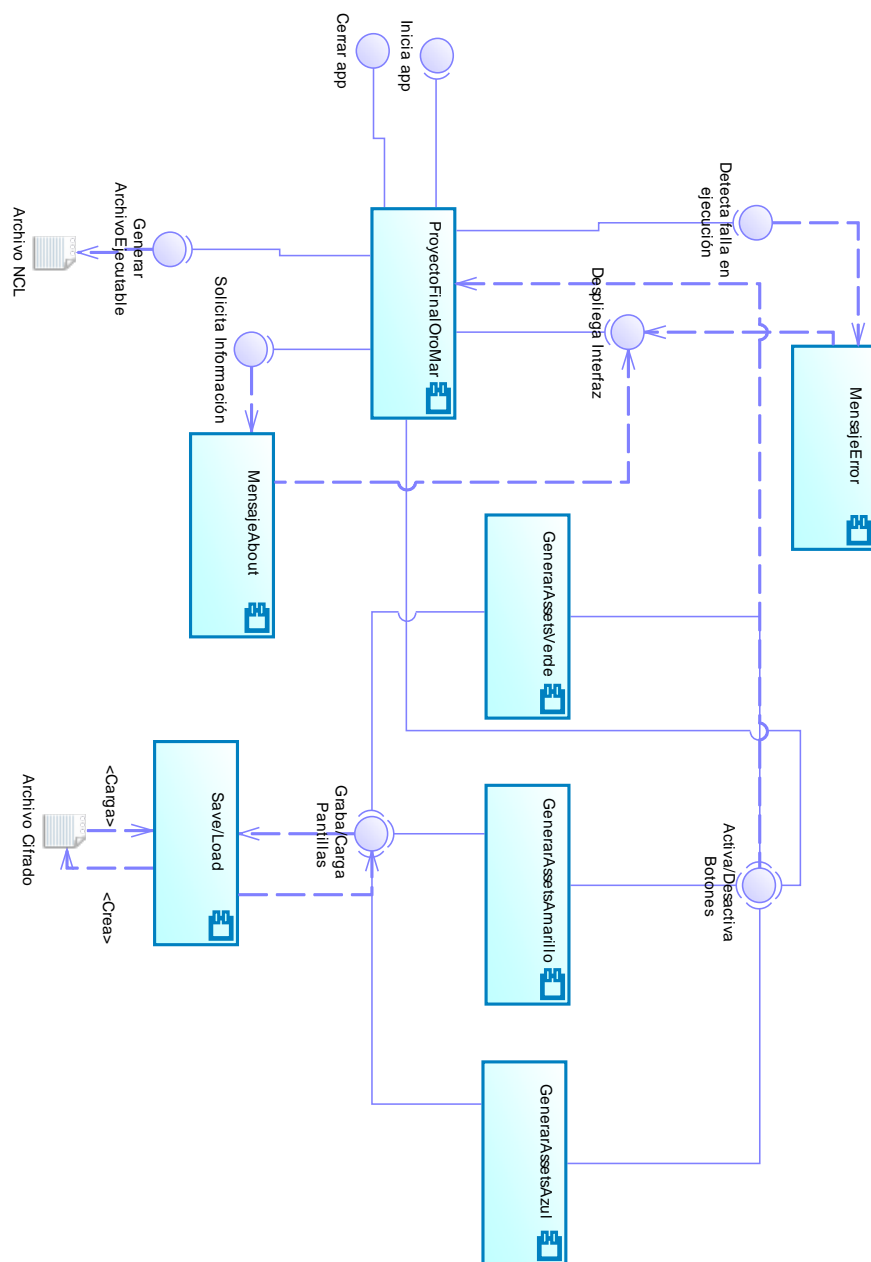 Inicia app
Cerrar app
Detecta falla en
ejecución
ProyectoFinalOroMar
Despliega Interfaz
Generar
ArchivoEjecutable
Archivo NCL
Solicita Información
MensajeError
MensajeAbout
GenerarAssetsVerde
GenerarAssetsAmarillo
GenerarAssetsAzul
Activa/Desactiva
Botones
Graba/Carga
Pantillas
Save/Load
<Carga>
<Crea>
Archivo Cifrado